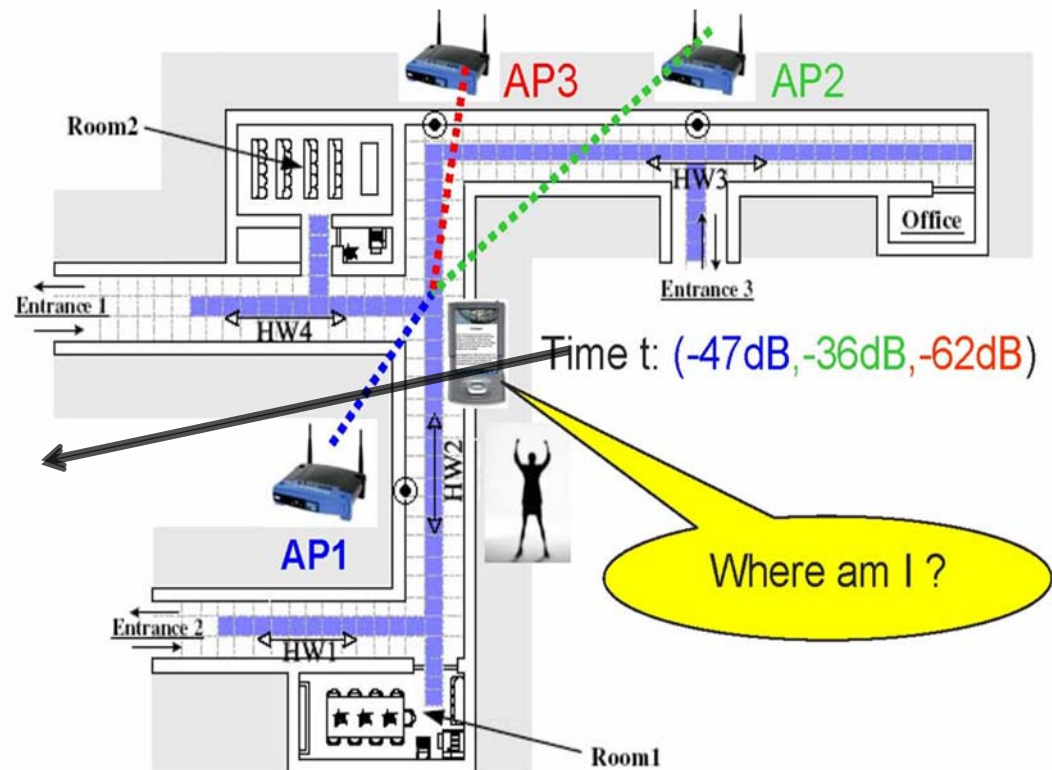 AP3
AP2
Room2
HW3
Office
Entrance 1
Entrance 3
HW4
Time t: (-47dB,-36dB,-62dB)
HW2
AP1
Where am I ?
Entrance 2
HW1
Room1